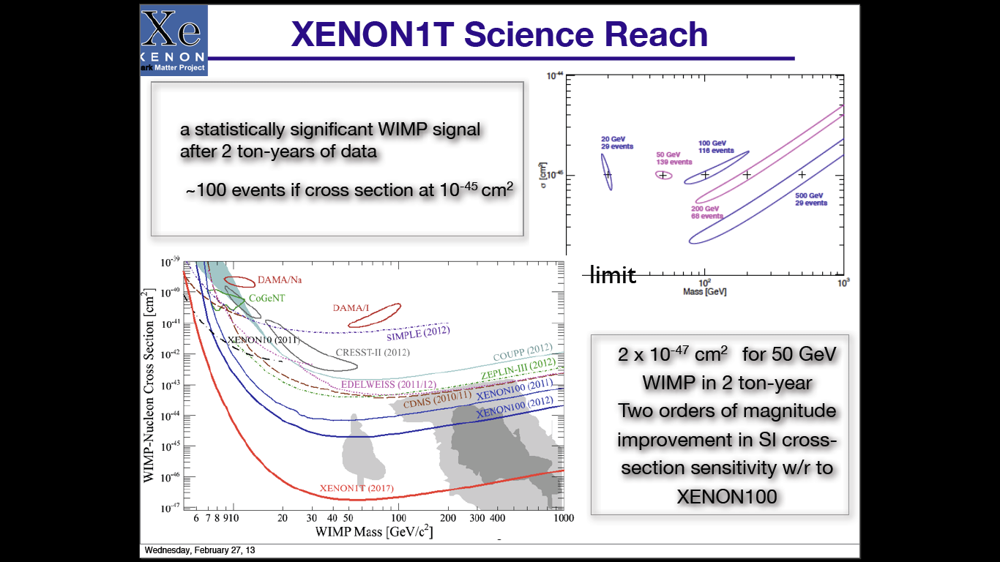 Xe
XENON
ark Matter Project
XENON1T Science Reach
a statistically significant WIMP signal
after 2 ton-years of data
~100 events if cross section at 10⁻⁴⁵ cm²
10⁻⁴⁴
10⁻⁴⁵
σ [cm²]
20 GeV
29 events
50 GeV
139 events
100 GeV
116 events
200 GeV
68 events
500 GeV
29 events
limit
10²
10³
Mass [GeV]
10⁻³⁹
10⁻⁴⁰
10⁻⁴¹
10⁻⁴²
10⁻⁴³
10⁻⁴⁴
10⁻⁴⁵
10⁻⁴⁶
10⁻⁴⁷
WIMP-Nucleon Cross Section [cm²]
DAMA/Na
CoGeNT
DAMA/I
SIMPLE (2012)
XENON10 (2011)
CRESST-II (2012)
COUPP (2012)
ZEPLIN-III (2012)
EDELWEISS (2011/12)
CDMS (2010/11)
XENON100 (2011)
XENON100 (2012)
XENON1T (2017)
6 7 8 910 20 30 40 50 100 200 300 400 1000
WIMP Mass [GeV/c²]
2 x 10⁻⁴⁷ cm² for 50 GeV
WIMP in 2 ton-year
Two orders of magnitude
improvement in SI cross-
section sensitivity w/r to
XENON100
Wednesday, February 27, 13